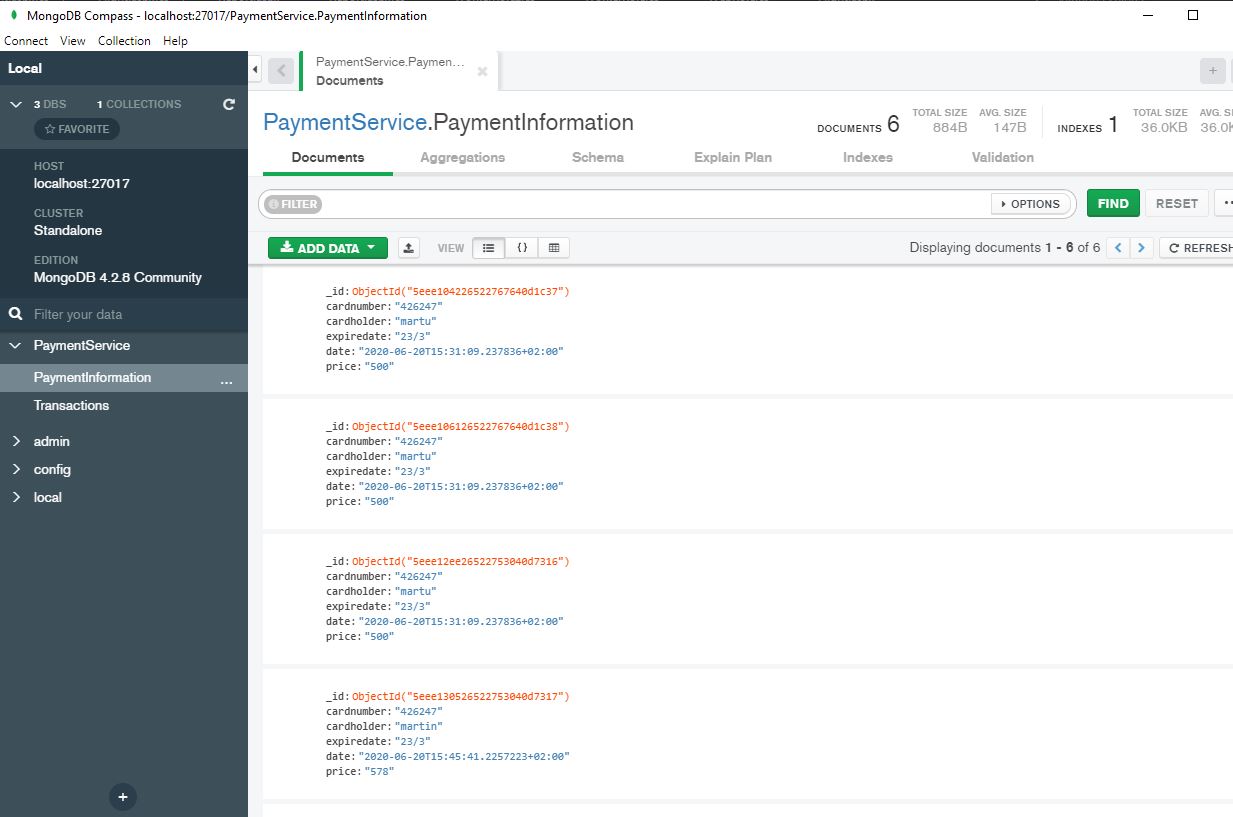 MongoDB Compass - localhost:27017/PaymentService.PaymentInformation
Connect View Collection Help
Local
3 DBS 1 COLLECTIONS
FAVORITE
HOST
localhost:27017
CLUSTER
Standalone
EDITION
MongoDB 4.2.8 Community
Filter your data
PaymentService
PaymentInformation ...
Transactions
admin
config
local
+
PaymentService.Paymen...
Documents
+
PaymentService.PaymentInformation
DOCUMENTS 6 TOTAL SIZE 884B AVG. SIZE 147B INDEXES 1 TOTAL SIZE 36.0KB AVG. S 36.0K
Documents Aggregations Schema Explain Plan Indexes Validation
FILTER OPTIONS FIND RESET
ADD DATA VIEW {} Displaying documents 1 - 6 of 6 < > REFRESH
_id: ObjectId("5eee104226522767640d1c37")
cardnumber: "426247"
cardholder: "martu"
expiredate: "23/3"
date: "2020-06-20T15:31:09.237836+02:00"
price: "500"
_id: ObjectId("5eee106126522767640d1c38")
cardnumber: "426247"
cardholder: "martu"
expiredate: "23/3"
date: "2020-06-20T15:31:09.237836+02:00"
price: "500"
_id: ObjectId("5eee12ee26522753040d7316")
cardnumber: "426247"
cardholder: "martu"
expiredate: "23/3"
date: "2020-06-20T15:31:09.237836+02:00"
price: "500"
_id: ObjectId("5eee130526522753040d7317")
cardnumber: "426247"
cardholder: "martin"
expiredate: "23/3"
date: "2020-06-20T15:45:41.2257223+02:00"
price: "578"